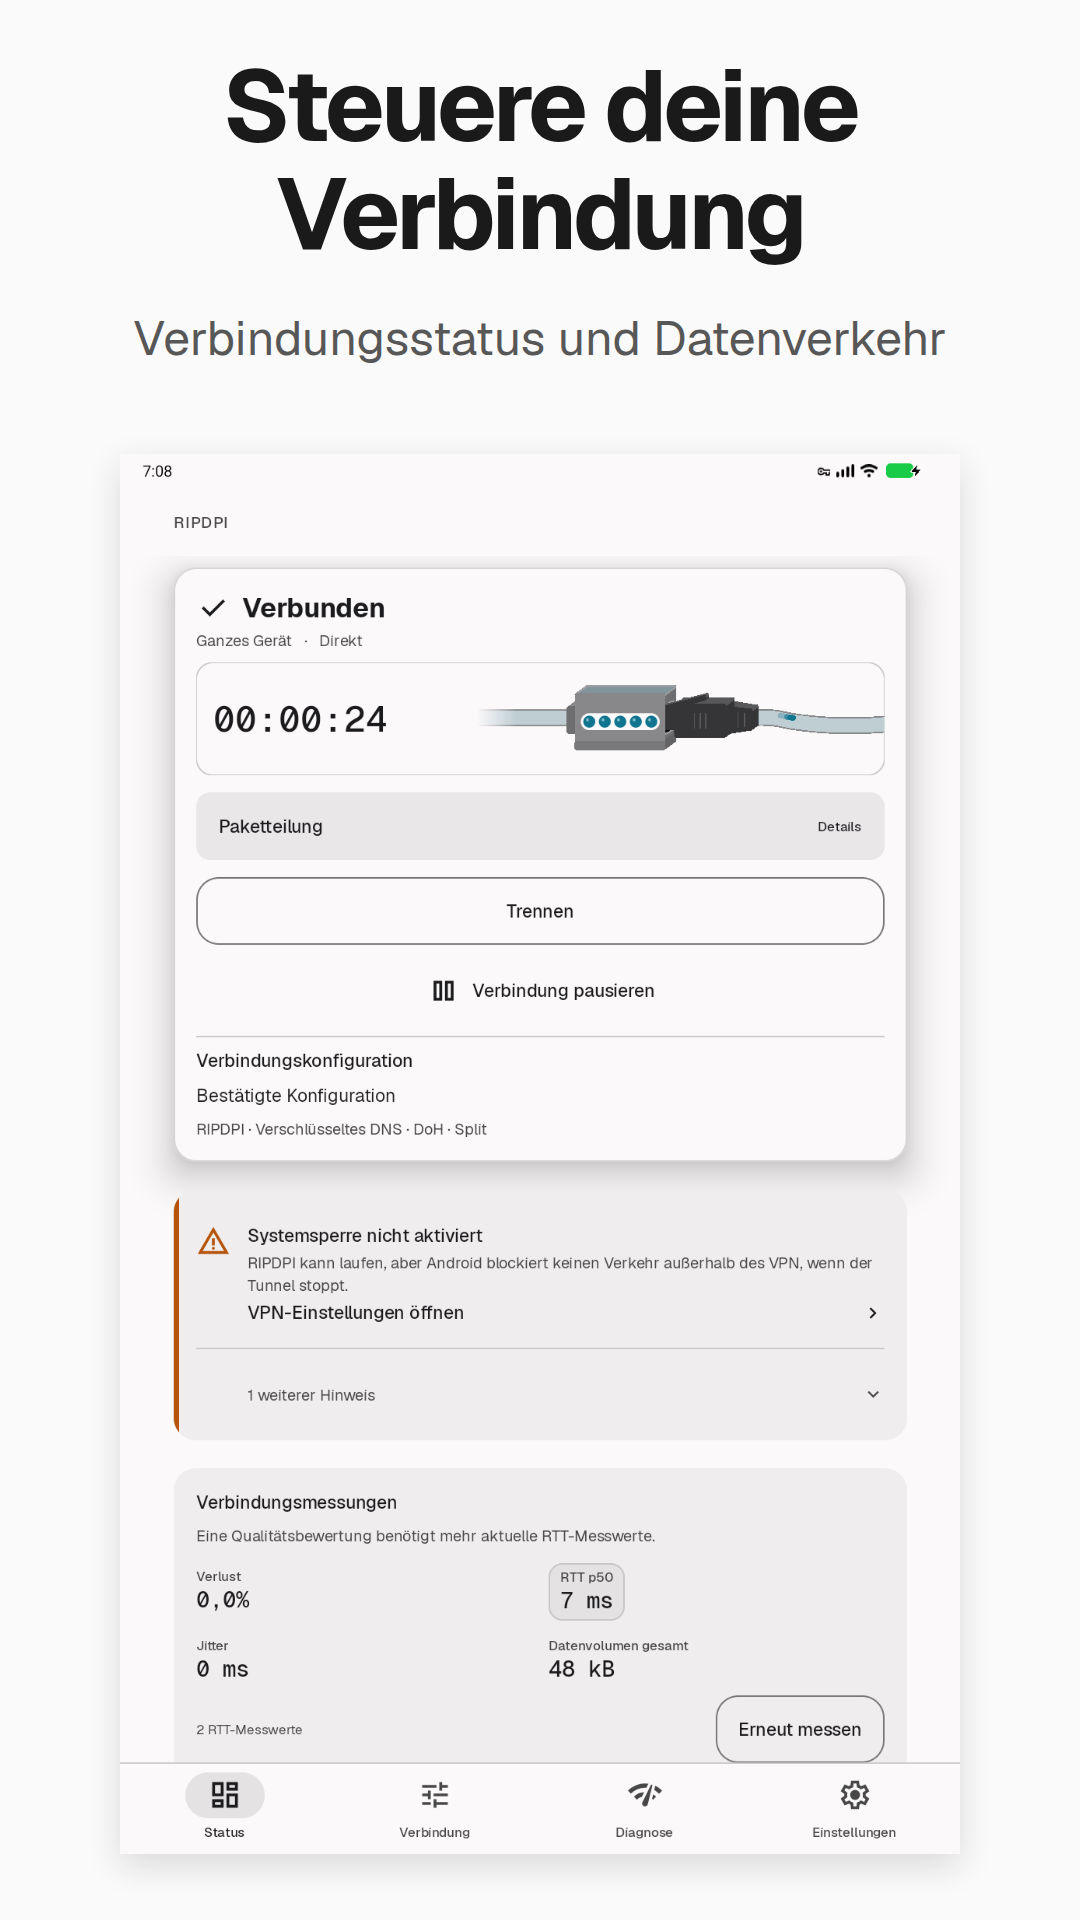 Steuere deine
Verbindung
Verbindungsstatus und Datenverkehr
7:08
RIPDPI
Verbunden
Ganzes Gerät · Direkt
00:00:24
Paketteilung
Details
Trennen
Verbindung pausieren
Verbindungskonfiguration
Bestätigte Konfiguration
RIPDPI · Verschlüsseltes DNS · DoH · Split
Systemsperre nicht aktiviert
RIPDPI kann laufen, aber Android blockiert keinen Verkehr außerhalb des VPN, wenn der
Tunnel stoppt.
VPN-Einstellungen öffnen
1 weiterer Hinweis
Verbindungsmessungen
Eine Qualitätsbewertung benötigt mehr aktuelle RTT-Messwerte.
Verlust
0,0%
RTT p50
7 ms
Jitter
0 ms
Datenvolumen gesamt
48 kB
2 RTT-Messwerte
Erneut messen
Status
Verbindung
Diagnose
Einstellungen